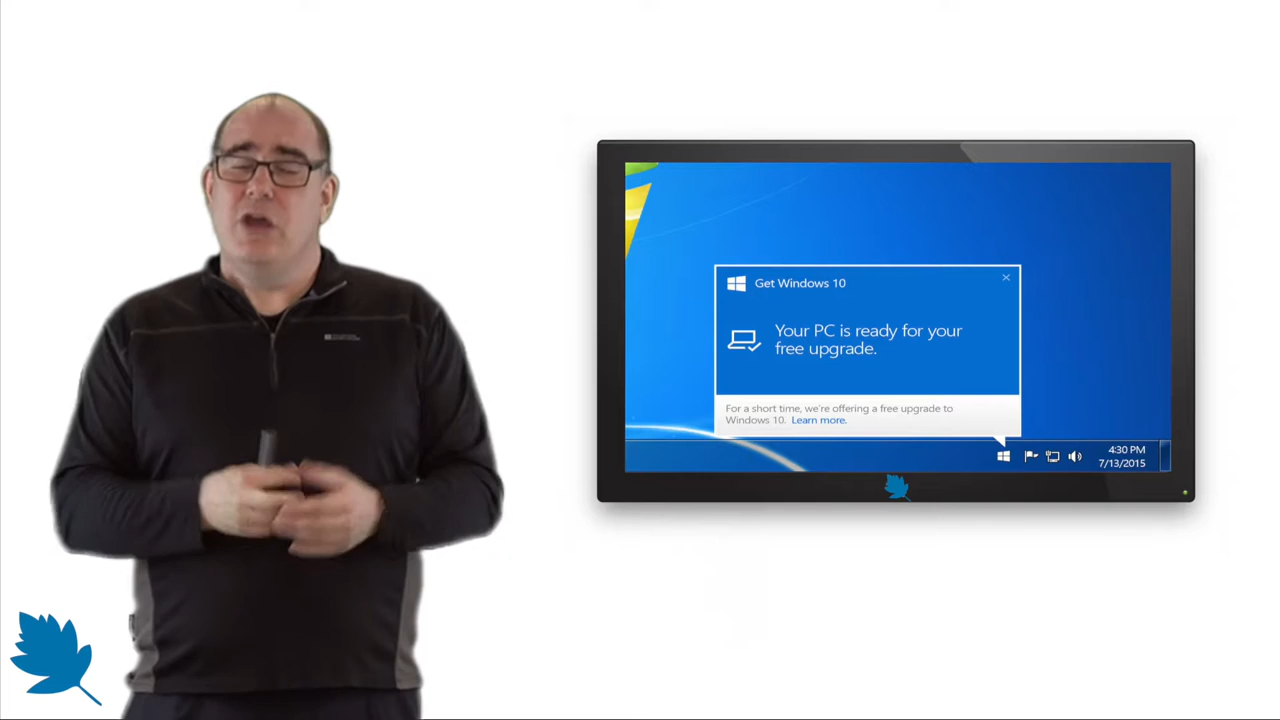 Get Windows 10
Your PC is ready for your
free upgrade.
For a short time, we're offering a free upgrade to
Windows 10. Learn more.
4:30 PM
7/13/2015